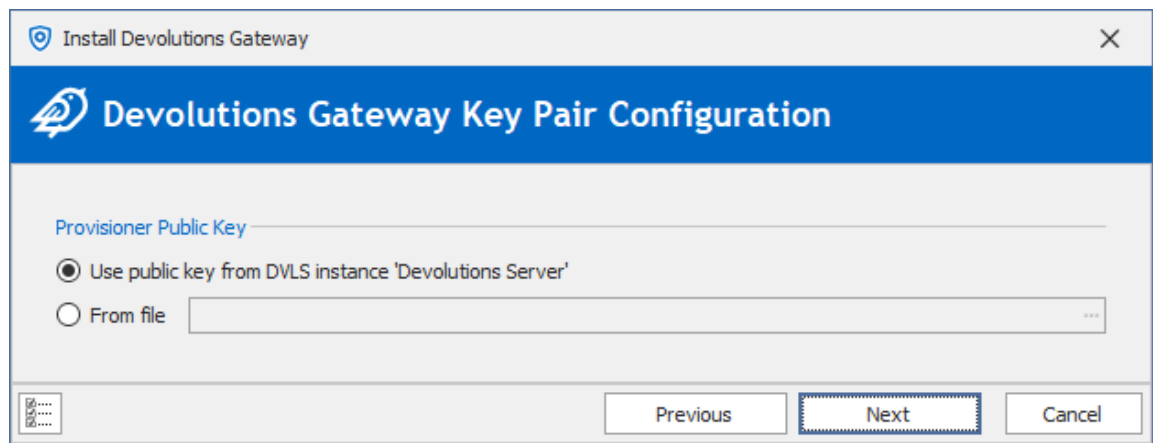 Install Devolutions Gateway
Devolutions Gateway Key Pair Configuration
Provisioner Public Key
Use public key from DVLS instance 'Devolutions Server'
From file ...
Previous Next Cancel